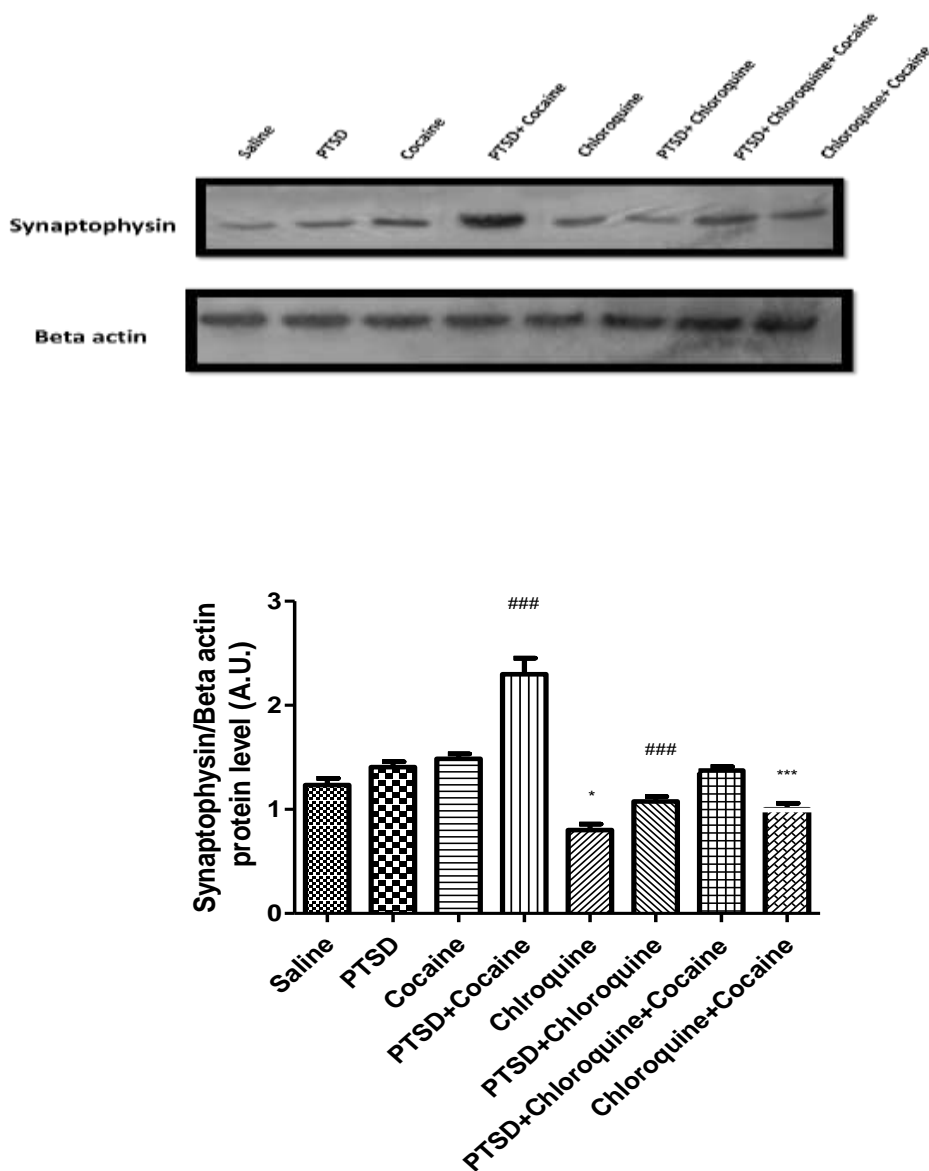 Saline
PTSD
Cocaine
PTSD+ Cocaine
Chloroquine
PTSD+ Chloroquine
PTSD+ Chloroquine+ Cocaine
Chloroquine+ Cocaine
Synaptophysin
Beta actin
Synaptophysin/Beta actin
protein level (A.U.)
3
2
1
0
###
*
###
***
Saline
PTSD
Cocaine
PTSD+Cocaine
Chlroquine
PTSD+Chloroquine
PTSD+Chloroquine+Cocaine
Chloroquine+Cocaine